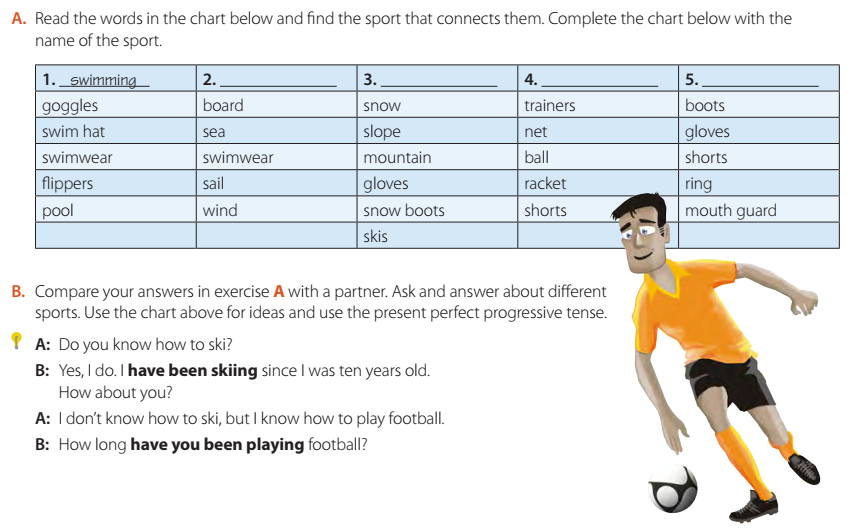 A. Read the words in the chart below and find the sport that connects them. Complete the chart below with the
name of the sport.
1. swimming 2. ____________ 3. ____________ 4. ____________ 5. ____________
goggles board snow trainers boots
swim hat sea slope net gloves
swimwear swimwear mountain ball shorts
flippers sail gloves racket ring
pool wind snow boots shorts mouth guard
skis
B. Compare your answers in exercise A with a partner. Ask and answer about different
sports. Use the chart above for ideas and use the present perfect progressive tense.
A: Do you know how to ski?
B: Yes, I do. I have been skiing since I was ten years old.
How about you?
A: I don't know how to ski, but I know how to play football.
B: How long have you been playing football?